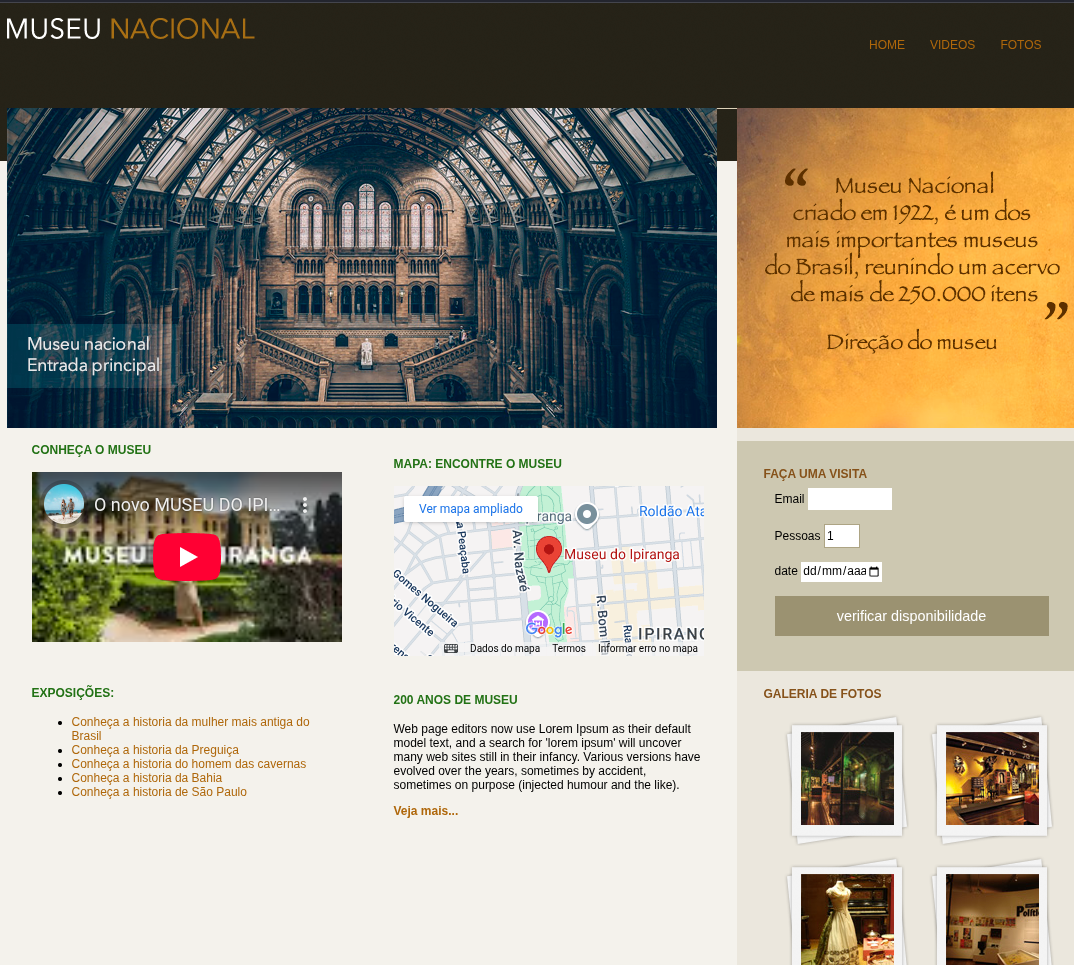 MUSEU NACIONAL
HOME VIDEOS FOTOS
Museu nacional
Entrada principal
“ Museu Nacional
criado em 1922, é um dos
mais importantes museus
do Brasil, reunindo um acervo
de mais de 250.000 itens ”
Direção do museu
CONHEÇA O MUSEU
O novo MUSEU DO IPI...
MUSEU IPIRANGA
MAPA: ENCONTRE O MUSEU
Ver mapa ampliado
iranga
Roldão Ata
Museu do Ipiranga
a Peaçaba
Av. Nazaré
Gomes Nogueira
rio Vicente
R. Bom I
Rua
IPIRANG
Google
Dados do mapa Termos Informar erro no mapa
EXPOSIÇÕES:
Conheça a historia da mulher mais antiga do
Brasil
Conheça a historia da Preguiça
Conheça a historia do homem das cavernas
Conheça a historia da Bahia
Conheça a historia de São Paulo
200 ANOS DE MUSEU
Web page editors now use Lorem Ipsum as their default
model text, and a search for 'lorem ipsum' will uncover
many web sites still in their infancy. Various versions have
evolved over the years, sometimes by accident,
sometimes on purpose (injected humour and the like).
Veja mais...
FAÇA UMA VISITA
Email
Pessoas 1
date dd/mm/aaa
verificar disponibilidade
GALERIA DE FOTOS
Políti